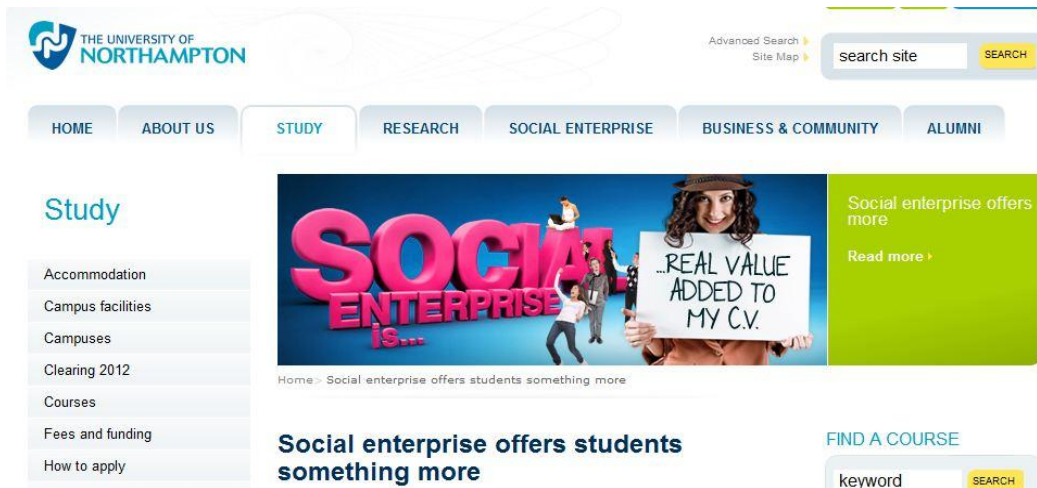 THE UNIVERSITY OF
NORTHAMPTON
Advanced Search
Site Map
search site
SEARCH
HOME
ABOUT US
STUDY
RESEARCH
SOCIAL ENTERPRISE
BUSINESS & COMMUNITY
ALUMNI
Study
Accommodation
Campus facilities
Campuses
Clearing 2012
Courses
Fees and funding
How to apply
SOCIAL
ENTERPRISE
is...
...REAL VALUE
ADDED TO
MY C.V.
Social enterprise offers
more
Read more
Home> Social enterprise offers students something more
Social enterprise offers students
something more
FIND A COURSE
keyword
SEARCH